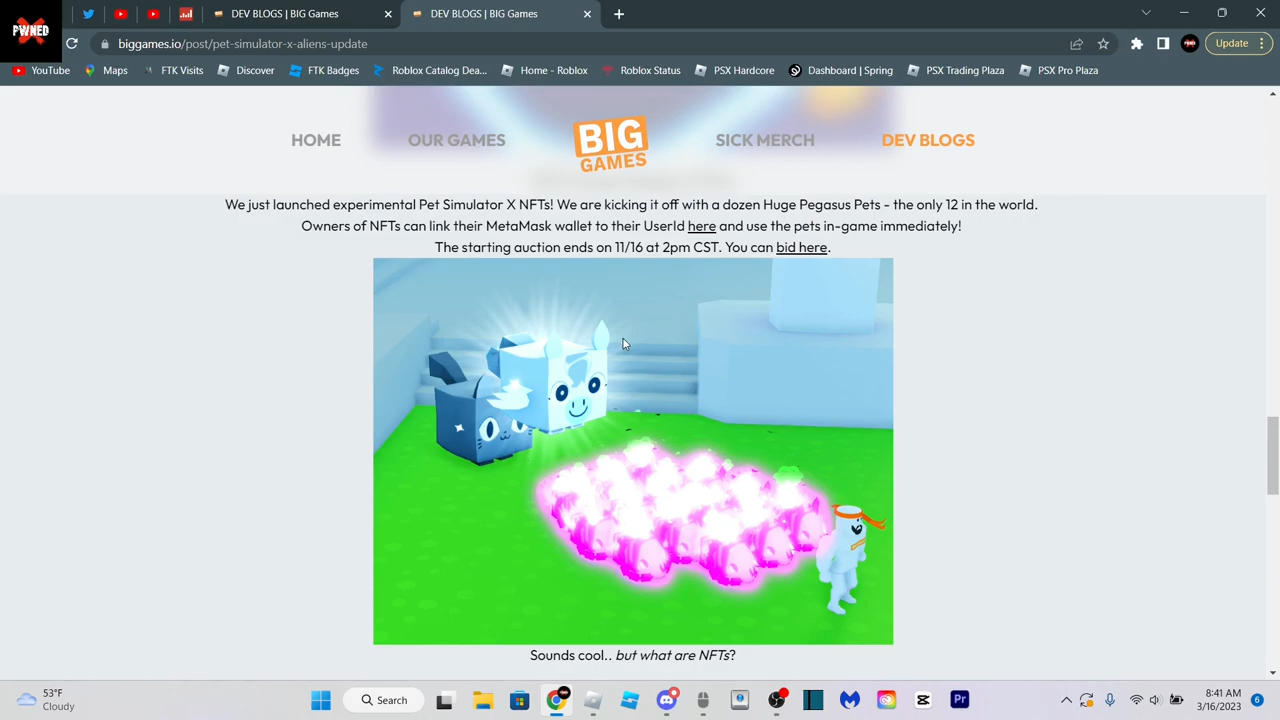 PWNED
DEV BLOGS | BIG Games
DEV BLOGS | BIG Games
biggames.io/post/pet-simulator-x-aliens-update
Update
YouTube
Maps
FTK Visits
Discover
FTK Badges
Roblox Catalog Dea...
Home - Roblox
Roblox Status
PSX Hardcore
Dashboard | Spring
PSX Trading Plaza
PSX Pro Plaza
HOME
OUR GAMES
BIG
GAMES
SICK MERCH
DEV BLOGS
We just launched experimental Pet Simulator X NFTs! We are kicking it off with a dozen Huge Pegasus Pets - the only 12 in the world.
Owners of NFTs can link their MetaMask wallet to their UserId here and use the pets in-game immediately!
The starting auction ends on 11/16 at 2pm CST. You can bid here.
Sounds cool.. but what are NFTs?
53°F
Cloudy
Search
Pr
8:41 AM
3/16/2023
6